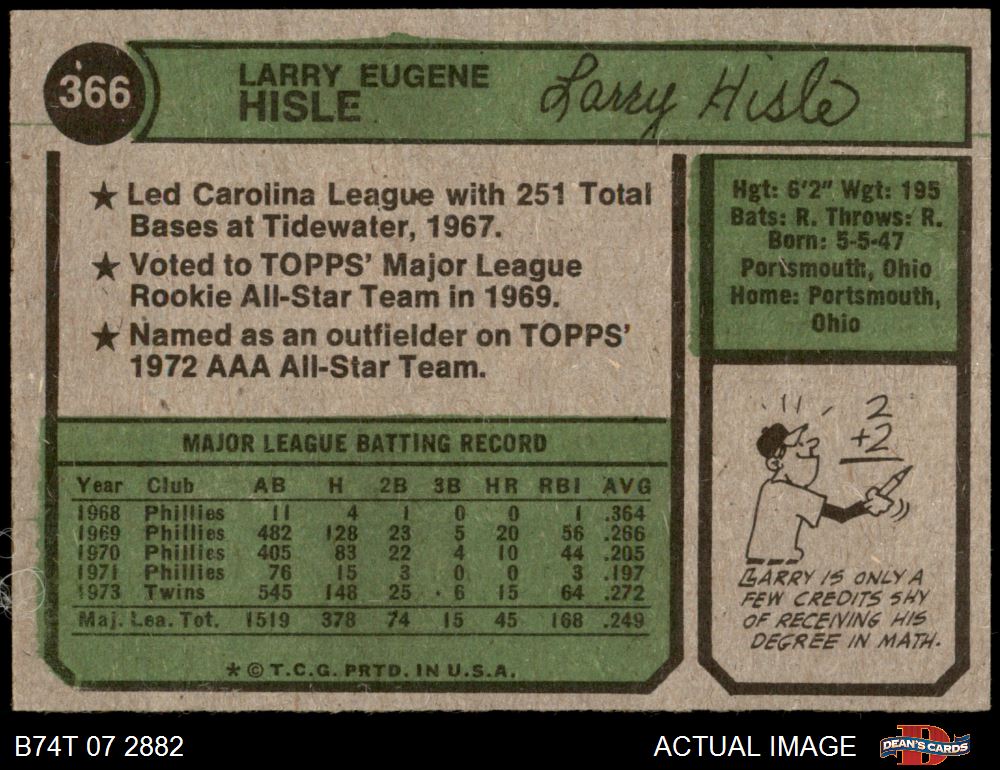 366
LARRY EUGENE
HISLE
Larry Hisle
★ Led Carolina League with 251 Total
Bases at Tidewater, 1967.
★ Voted to TOPPS' Major League
Rookie All-Star Team in 1969.
★ Named as an outfielder on TOPPS'
1972 AAA All-Star Team.
Hgt: 6'2" Wgt: 195
Bats: R. Throws: R.
Born: 5-5-47
Portsmouth, Ohio
Home: Portsmouth,
Ohio
MAJOR LEAGUE BATTING RECORD
Year Club AB H 2B 3B HR RBI AVG
1968 Phillies 11 4 1 0 0 1 .364
1969 Phillies 482 128 23 5 20 56 .266
1970 Phillies 405 83 22 4 10 44 .205
1971 Phillies 76 15 3 0 0 3 .197
1973 Twins 545 148 25 6 15 64 .272
Maj. Lea. Tot. 1519 378 74 15 45 168 .249
★ © T.C.G. PRTD. IN U.S.A.
2
+2
LARRY IS ONLY A
FEW CREDITS SHY
OF RECEIVING HIS
DEGREE IN MATH.
B74T 07 2882
ACTUAL IMAGE
D
DEAN'S CARDS